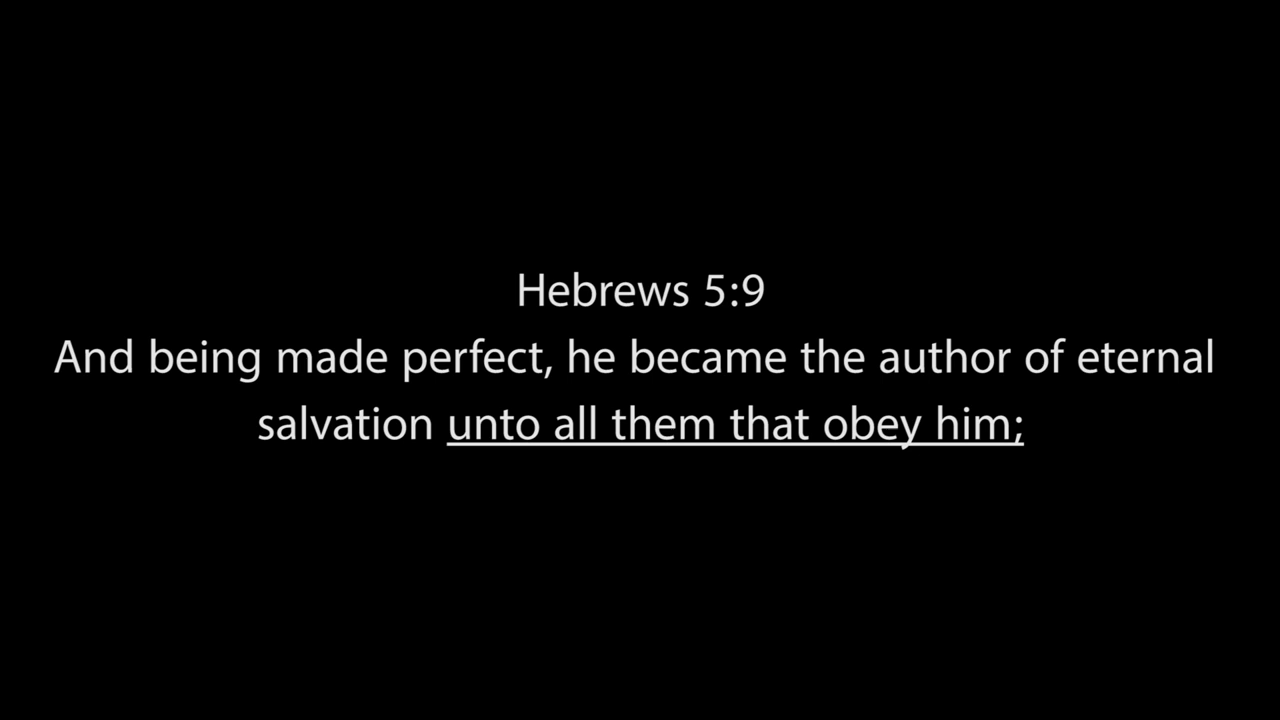 Hebrews 5:9
And being made perfect, he became the author of eternal
salvation unto all them that obey him;